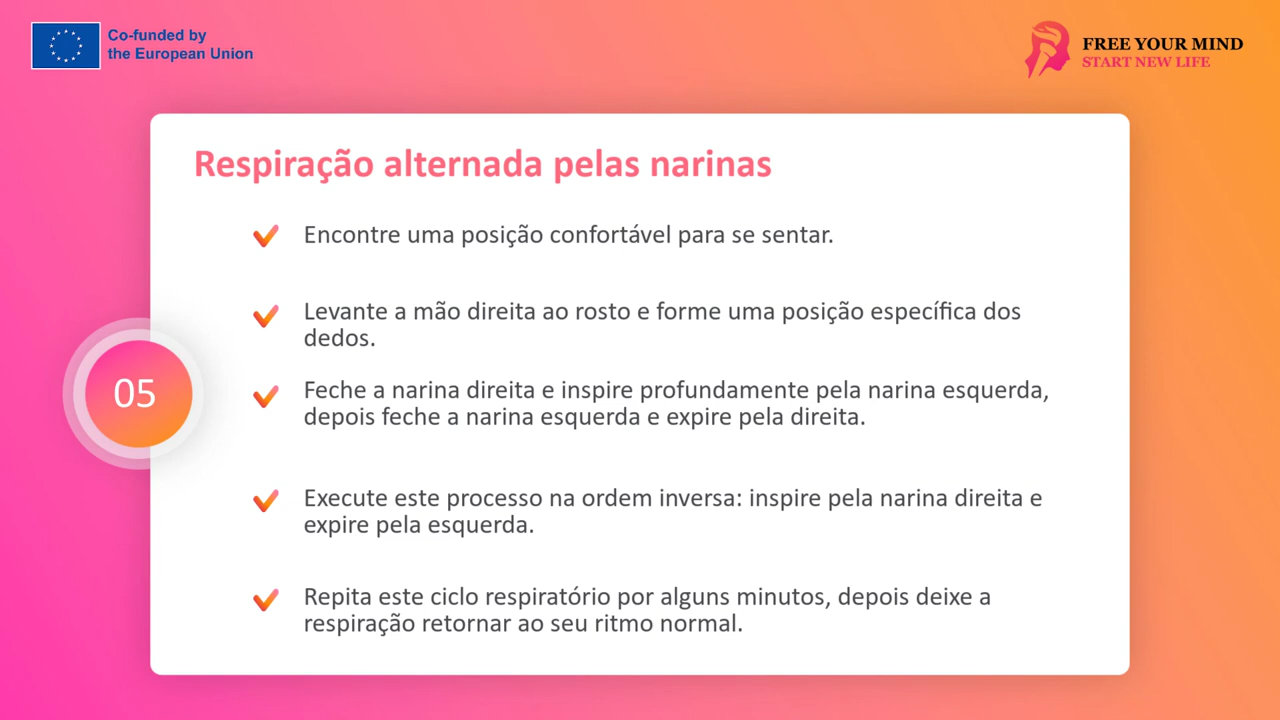 Co-funded by
the European Union
FREE YOUR MIND
START NEW LIFE
Respiração alternada pelas narinas
Encontre uma posição confortável para se sentar.
Levante a mão direita ao rosto e forme uma posição específica dos
dedos.
05
Feche a narina direita e inspire profundamente pela narina esquerda,
depois feche a narina esquerda e expire pela direita.
Execute este processo na ordem inversa: inspire pela narina direita e
expire pela esquerda.
Repita este ciclo respiratório por alguns minutos, depois deixe a
respiração retornar ao seu ritmo normal.